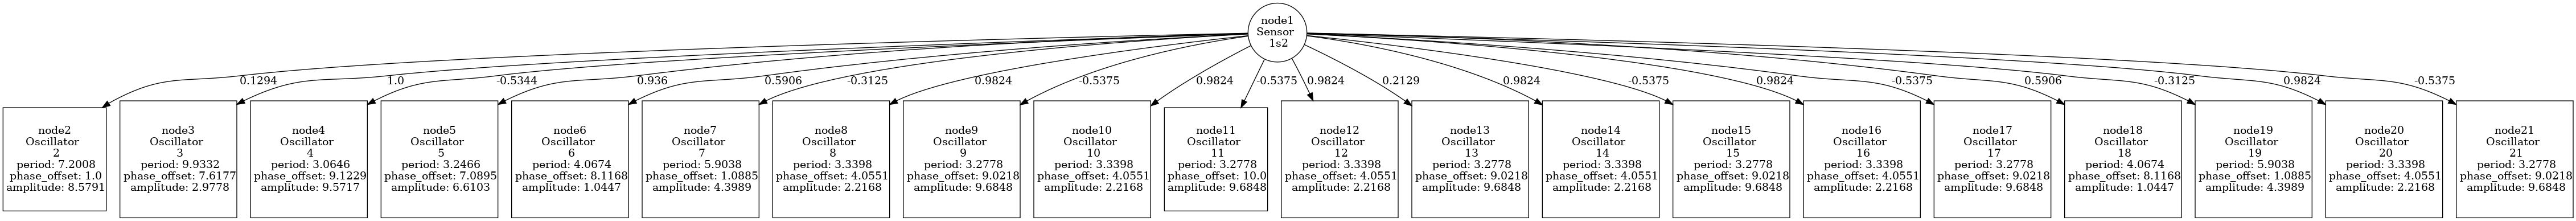 node1
Sensor
1s2
0.1294
1.0
-0.5344
0.936
0.5906
-0.3125
0.9824
-0.5375
0.9824
-0.5375
0.9824
0.2129
0.9824
-0.5375
0.9824
-0.5375
0.5906
-0.3125
0.9824
-0.5375
node2
Oscillator
2
period: 7.2008
phase_offset: 1.0
amplitude: 8.5791
node3
Oscillator
3
period: 9.9332
phase_offset: 7.6177
amplitude: 2.9778
node4
Oscillator
4
period: 3.0646
phase_offset: 9.1229
amplitude: 9.5717
node5
Oscillator
5
period: 3.2466
phase_offset: 7.0895
amplitude: 6.6103
node6
Oscillator
6
period: 4.0674
phase_offset: 8.1168
amplitude: 1.0447
node7
Oscillator
7
period: 5.9038
phase_offset: 1.0885
amplitude: 4.3989
node8
Oscillator
8
period: 3.3398
phase_offset: 4.0551
amplitude: 2.2168
node9
Oscillator
9
period: 3.2778
phase_offset: 9.0218
amplitude: 9.6848
node10
Oscillator
10
period: 3.3398
phase_offset: 4.0551
amplitude: 2.2168
node11
Oscillator
11
period: 3.2778
phase_offset: 10.0
amplitude: 9.6848
node12
Oscillator
12
period: 3.3398
phase_offset: 4.0551
amplitude: 2.2168
node13
Oscillator
13
period: 3.2778
phase_offset: 9.0218
amplitude: 9.6848
node14
Oscillator
14
period: 3.3398
phase_offset: 4.0551
amplitude: 2.2168
node15
Oscillator
15
period: 3.2778
phase_offset: 9.0218
amplitude: 9.6848
node16
Oscillator
16
period: 3.3398
phase_offset: 4.0551
amplitude: 2.2168
node17
Oscillator
17
period: 3.2778
phase_offset: 9.0218
amplitude: 9.6848
node18
Oscillator
18
period: 4.0674
phase_offset: 8.1168
amplitude: 1.0447
node19
Oscillator
19
period: 5.9038
phase_offset: 1.0885
amplitude: 4.3989
node20
Oscillator
20
period: 3.3398
phase_offset: 4.0551
amplitude: 2.2168
node21
Oscillator
21
period: 3.2778
phase_offset: 9.0218
amplitude: 9.6848